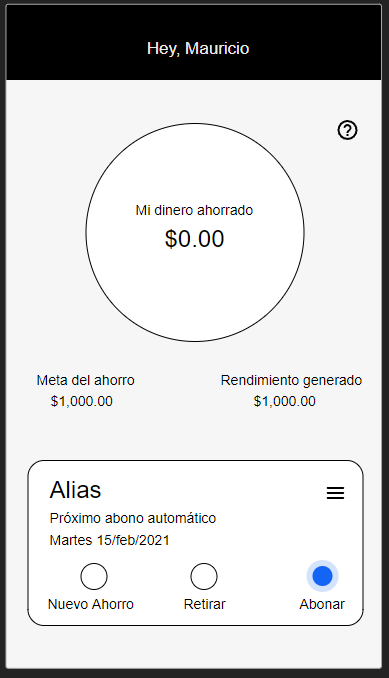 Hey, Mauricio
Mi dinero ahorrado
$0.00
Meta del ahorro
$1,000.00
Rendimiento generado
$1,000.00
Alias
Próximo abono automático
Martes 15/feb/2021
Nuevo Ahorro
Retirar
Abonar